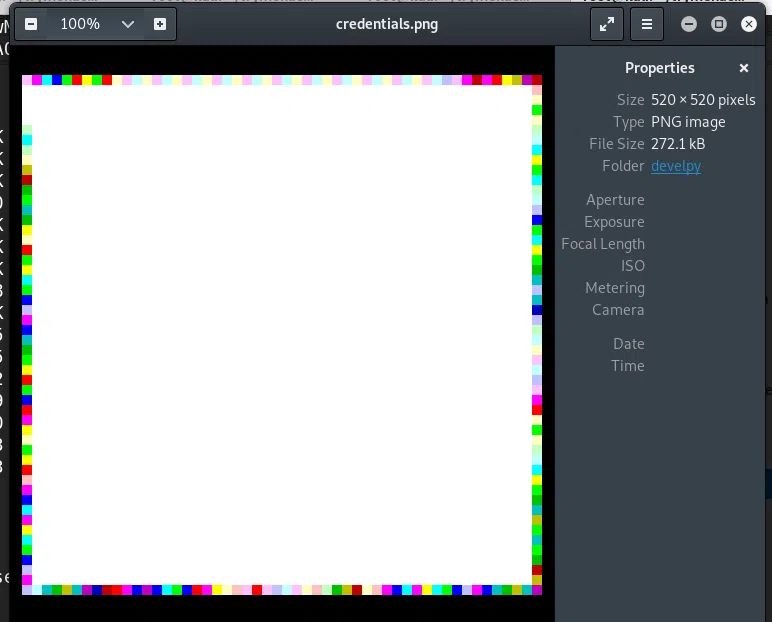 100%
credentials.png
Properties
Size 520 × 520 pixels
Type PNG image
File Size 272.1 kB
Folder develpy
Aperture
Exposure
Focal Length
ISO
Metering
Camera
Date
Time